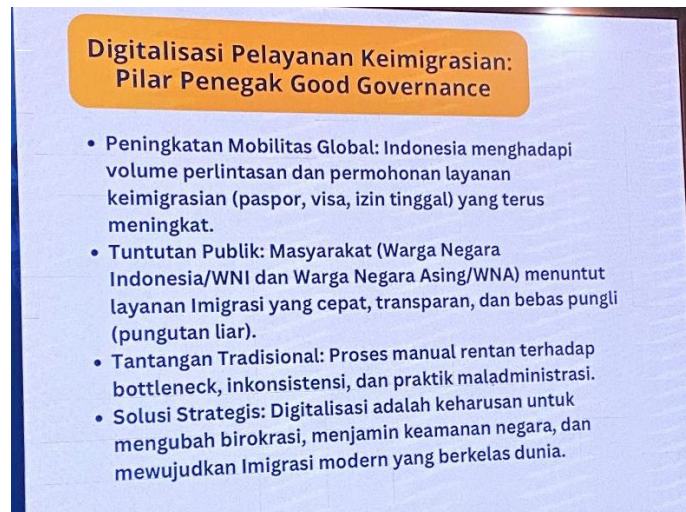 Digitalisasi Pelayanan Keimigrasian:
Pilar Penegak Good Governance
• Peningkatan Mobilitas Global: Indonesia menghadapi
volume perlintasan dan permohonan layanan
keimigrasian (paspor, visa, izin tinggal) yang terus
meningkat.
• Tuntutan Publik: Masyarakat (Warga Negara
Indonesia/WNI dan Warga Negara Asing/WNA) menuntut
layanan Imigrasi yang cepat, transparan, dan bebas pungli
(pungutan liar).
• Tantangan Tradisional: Proses manual rentan terhadap
bottleneck, inkonsistensi, dan praktik maladministrasi.
• Solusi Strategis: Digitalisasi adalah keharusan untuk
mengubah birokrasi, menjamin keamanan negara, dan
mewujudkan Imigrasi modern yang berkelas dunia.